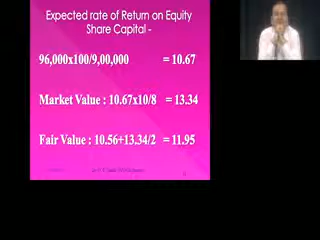 Expected rate of Return on Equity
Share Capital -
96,000x100/9,00,000 = 10.67
Market Value : 10.67x10/8 = 13.34
Fair Value : 10.56+13.34/2 = 11.95